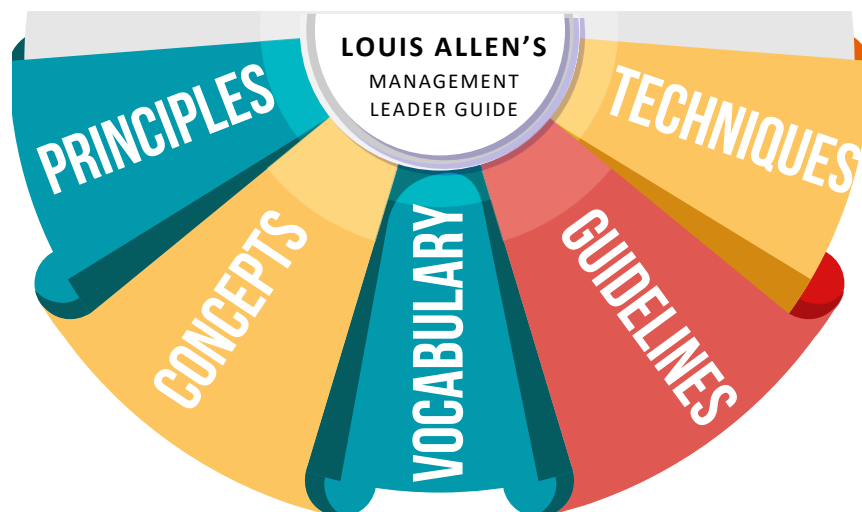 LOUIS ALLEN’S
MANAGEMENT
LEADER GUIDE
PRINCIPLES
CONCEPTS
VOCABULARY
GUIDELINES
TECHNIQUES